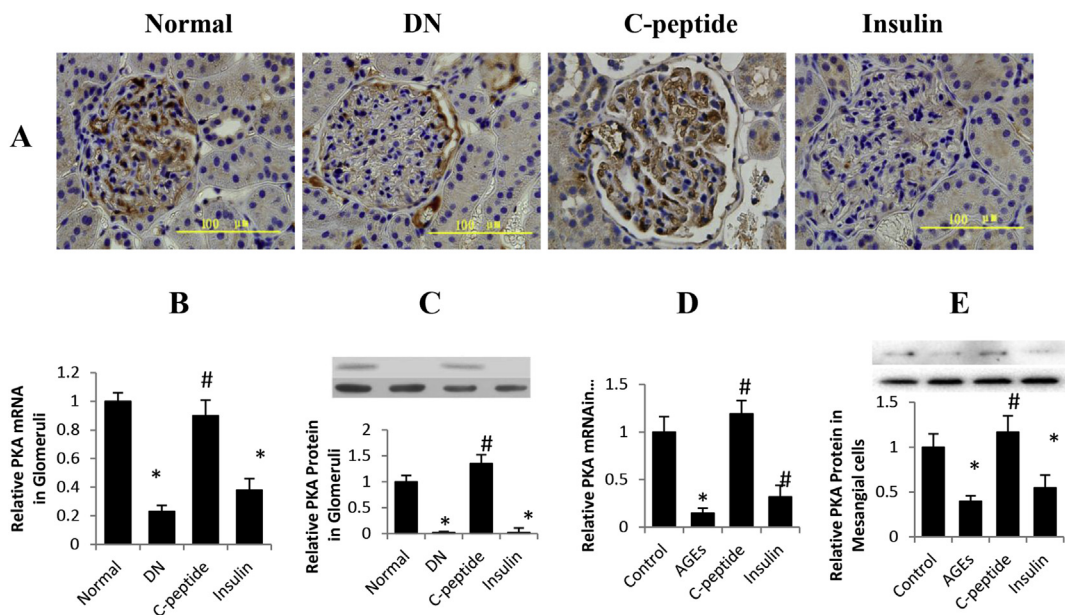 Normal DN C-peptide Insulin
A
100 μm 100 μm 100 μm 100 μm
B C D E
Relative PKA mRNA
in Glomeruli
1.2
1
0.8
0.6
0.4
0.2
0
* # *
Normal DN C-peptide Insulin
Relative PKA Protein
in Glomeruli
2
1.5
1
0.5
0
* # *
Normal DN C-peptide Insulin
Relative PKA mRNAin...
1.5
1
0.5
0
* # #
Control AGEs C-peptide Insulin
Relative PKA Protein in
Mesangial cells
1.5
1
0.5
0
* # *
Control AGEs C-peptide Insulin